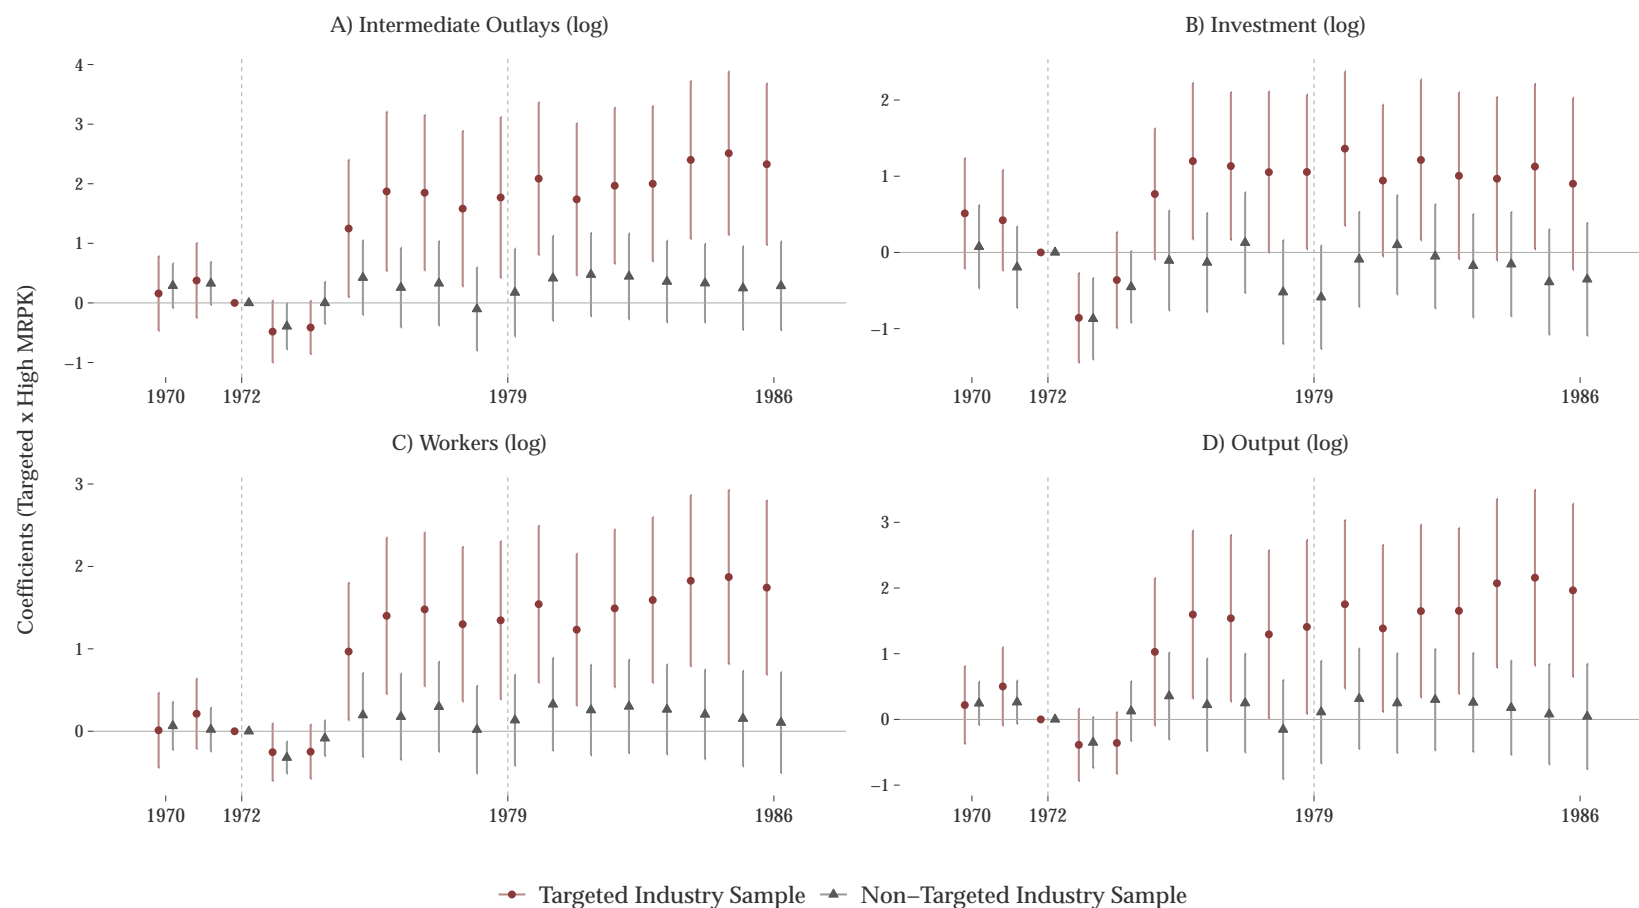 A) Intermediate Outlays (log)
4
3
2
1
0
−1
1970 1972 1979 1986
B) Investment (log)
2
1
0
−1
1970 1972 1979 1986
Coefficients (Targeted x High MRPK)
C) Workers (log)
3
2
1
0
1970 1972 1979 1986
D) Output (log)
3
2
1
0
−1
1970 1972 1979 1986
Targeted Industry Sample Non−Targeted Industry Sample